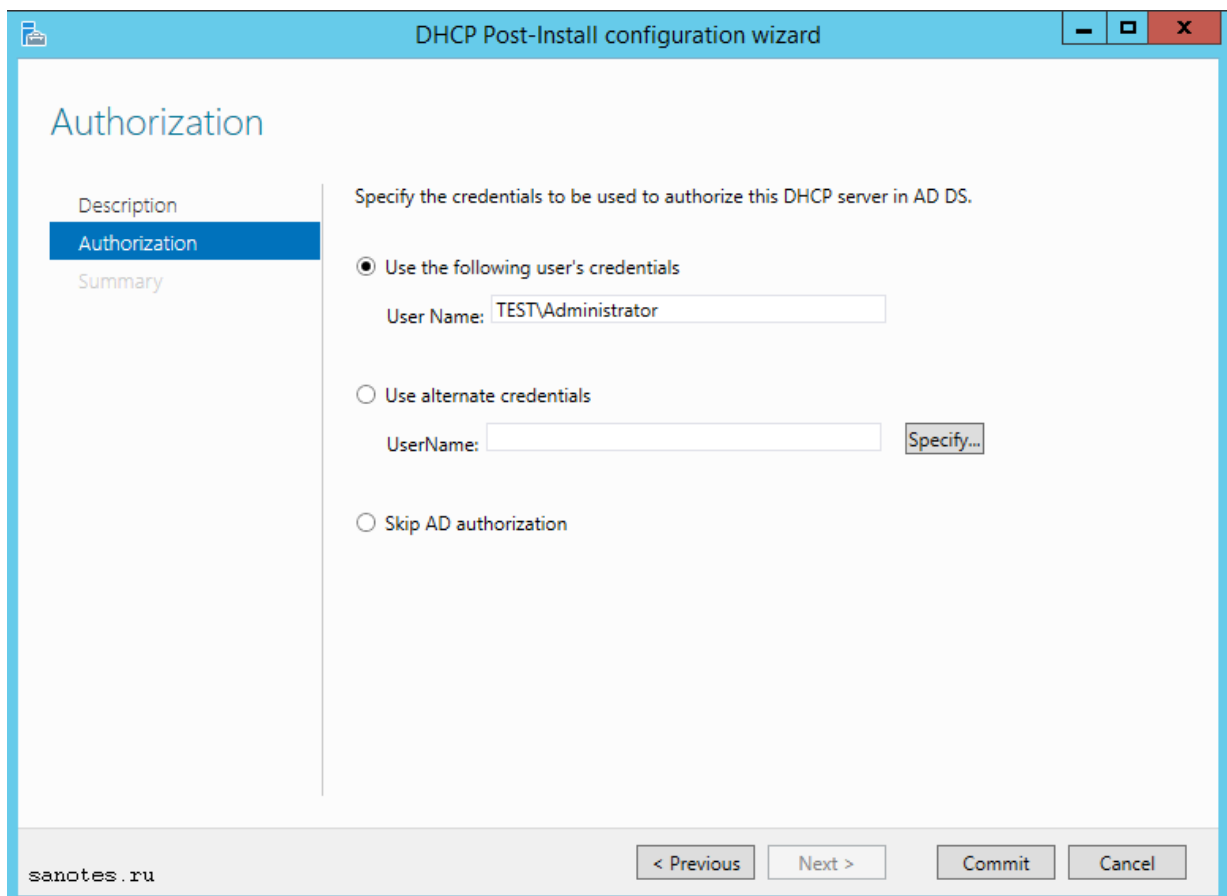 DHCP Post-Install configuration wizard
Authorization
Description
Authorization
Summary
Specify the credentials to be used to authorize this DHCP server in AD DS.
Use the following user's credentials
User Name: TEST\Administrator
Use alternate credentials
UserName: Specify...
Skip AD authorization
< Previous Next > Commit Cancel
sanotes.ru